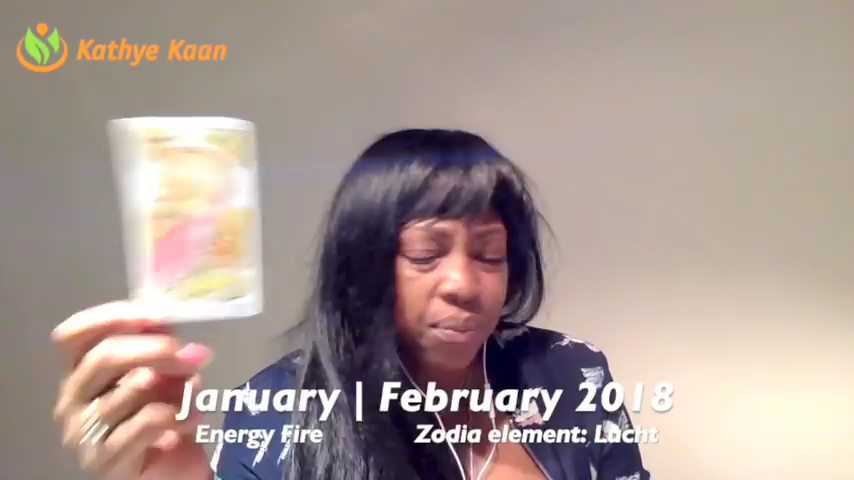 Kathye Kaan
January | February 2018
Energy Fire
Zodia element: Lucht